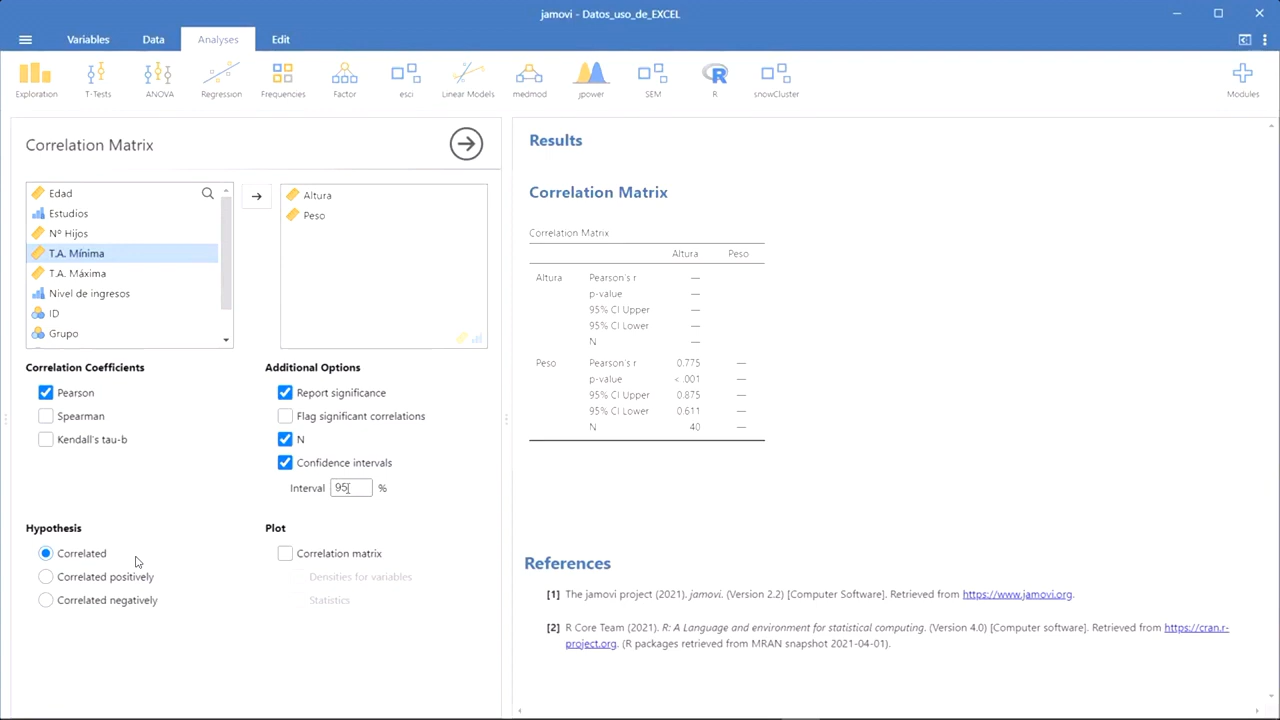 jamovi - Datos_uso_de_EXCEL
Variables Data Analyses Edit
Exploration T-Tests ANOVA Regression Frequencies Factor esci Linear Models medmod jpower SEM R snowCluster Modules
Correlation Matrix
Edad
Estudios
Nº Hijos
T.A. Mínima
T.A. Máxima
Nivel de ingresos
ID
Grupo
Altura
Peso
Correlation Coefficients
Pearson
Spearman
Kendall's tau-b
Additional Options
Report significance
Flag significant correlations
N
Confidence intervals
Interval 95 %
Hypothesis
Correlated
Correlated positively
Correlated negatively
Plot
Correlation matrix
Densities for variables
Statistics
Results
Correlation Matrix
Correlation Matrix
Altura Peso
Altura Pearson's r —
p-value —
95% CI Upper —
95% CI Lower —
N —
Peso Pearson's r 0.775 —
p-value < .001 —
95% CI Upper 0.875 —
95% CI Lower 0.611 —
N 40 —
References
[1] The jamovi project (2021). jamovi. (Version 2.2) [Computer Software]. Retrieved from https://www.jamovi.org.
[2] R Core Team (2021). R: A Language and environment for statistical computing. (Version 4.0) [Computer software]. Retrieved from https://cran.r-
project.org. (R packages retrieved from MRAN snapshot 2021-04-01).